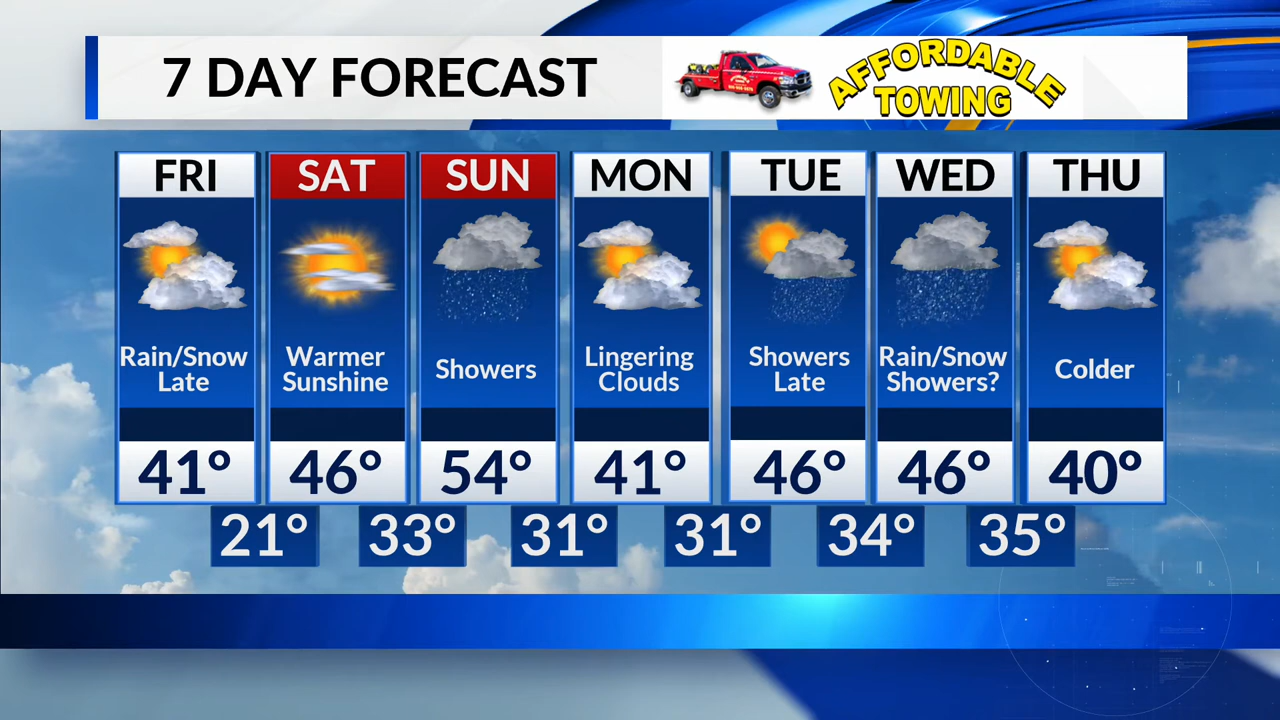 7 DAY FORECAST
AFFORDABLE
TOWING
FRI
SAT
SUN
MON
TUE
WED
THU
Rain/Snow
Late
Warmer
Sunshine
Showers
Lingering
Clouds
Showers
Late
Rain/Snow
Showers?
Colder
41°
46°
54°
41°
46°
46°
40°
21°
33°
31°
31°
34°
35°